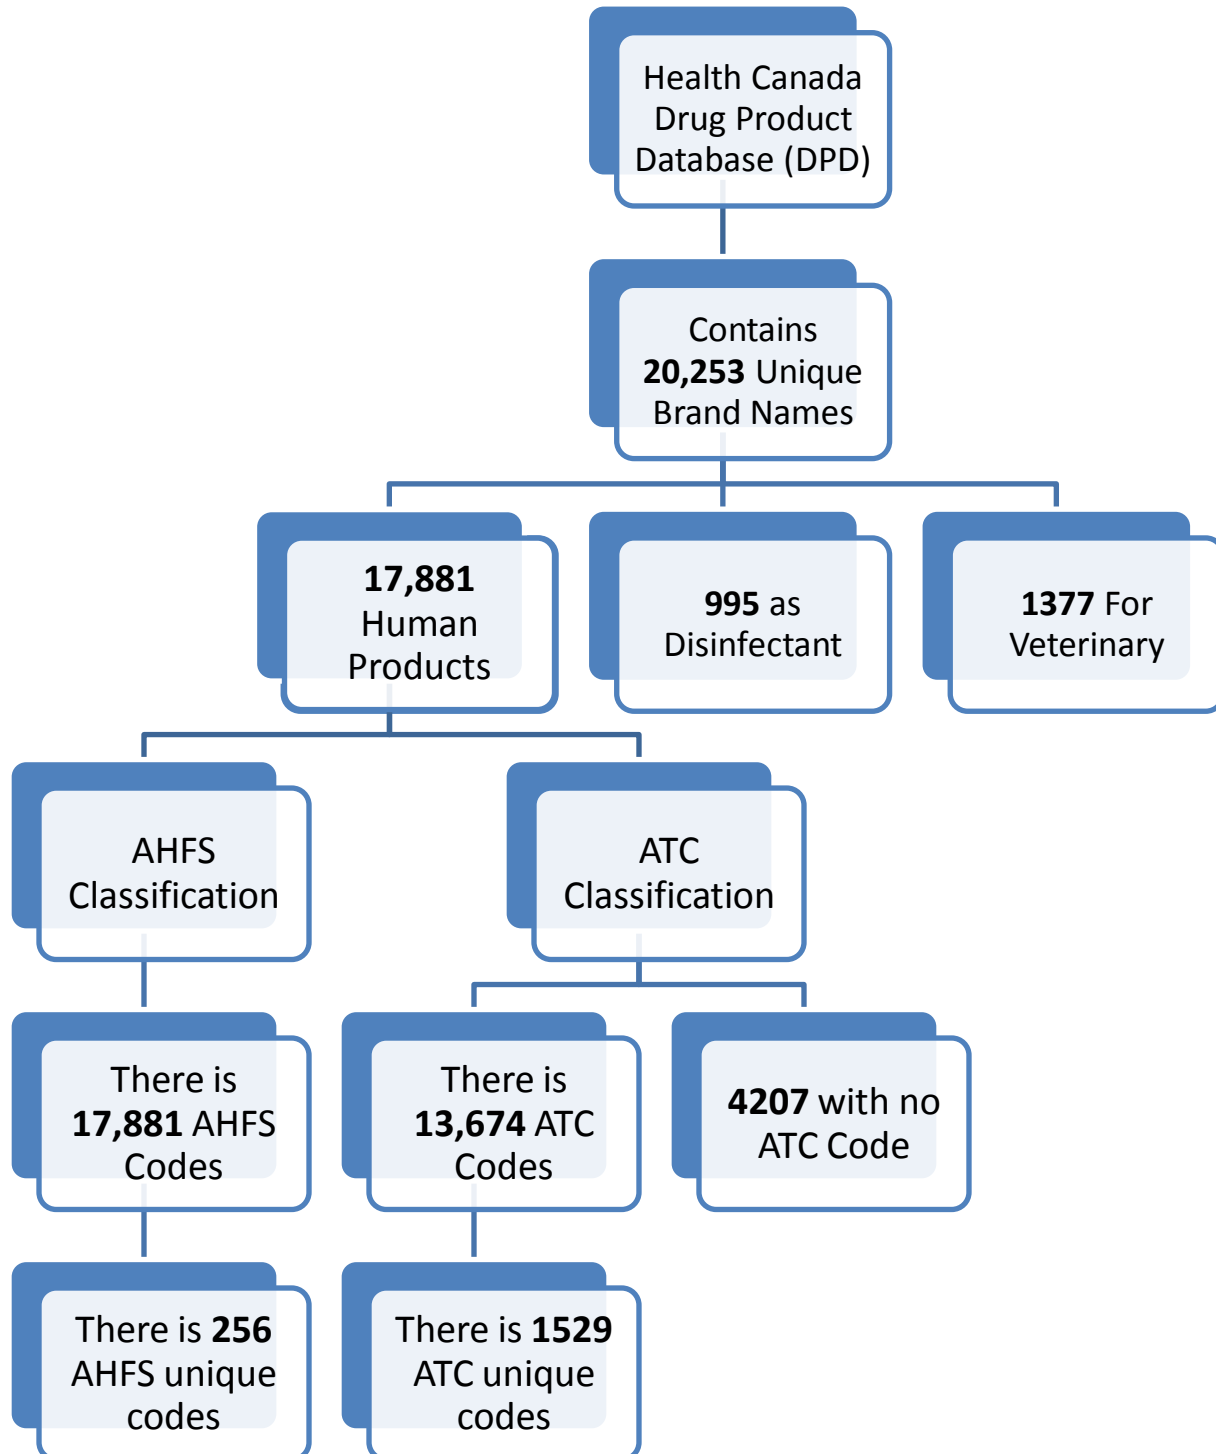 Health Canada
Drug Product
Database (DPD)
Contains
20,253 Unique
Brand Names
17,881
Human
Products
995 as
Disinfectant
1377 For
Veterinary
AHFS
Classification
ATC
Classification
There is
17,881 AHFS
Codes
There is
13,674 ATC
Codes
4207 with no
ATC Code
There is 256
AHFS unique
codes
There is 1529
ATC unique
codes